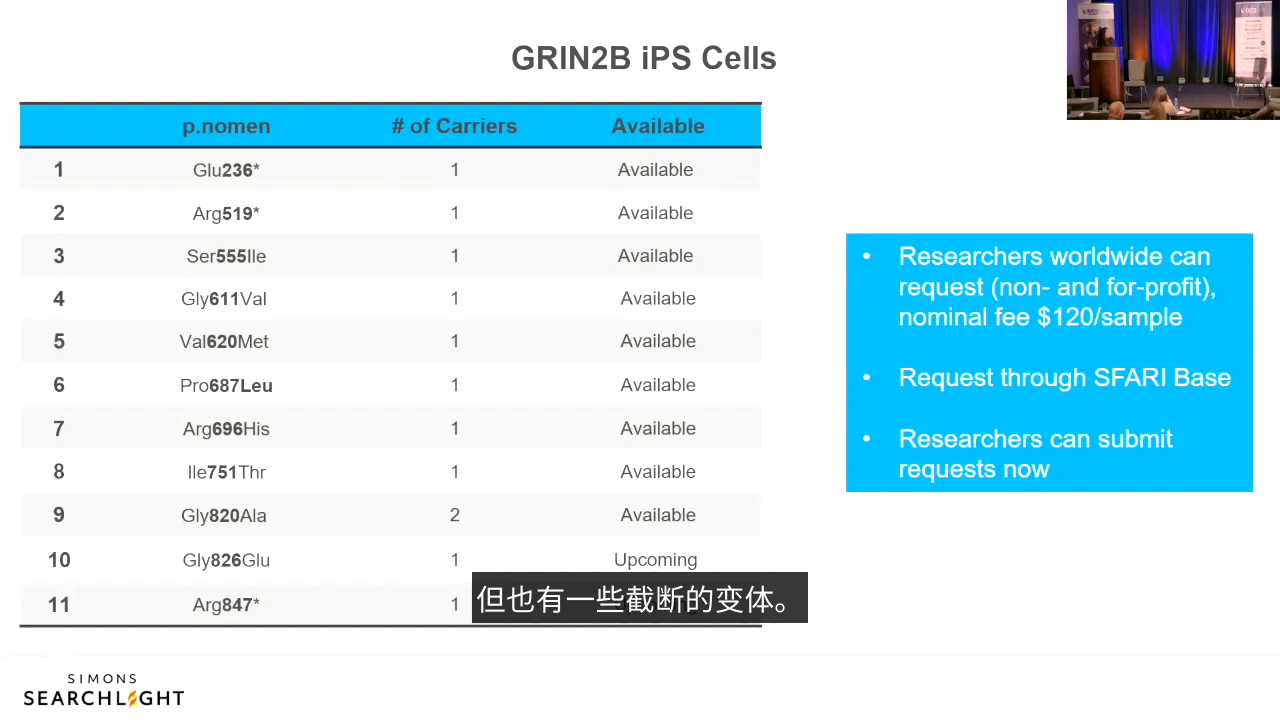 GRIN2B iPS Cells
p.nomen # of Carriers Available
1 Glu236* 1 Available
2 Arg519* 1 Available
3 Ser555Ile 1 Available
4 Gly611Val 1 Available
5 Val620Met 1 Available
6 Pro687Leu 1 Available
7 Arg696His 1 Available
8 Ile751Thr 1 Available
9 Gly820Ala 2 Available
10 Gly826Glu 1 Upcoming
11 Arg847* 1
• Researchers worldwide can
request (non- and for-profit),
nominal fee $120/sample
• Request through SFARI Base
• Researchers can submit
requests now
但也有一些截断的变体。
SIMONS
SEARCHLIGHT